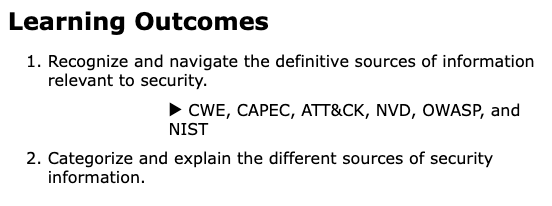 Learning Outcomes
1. Recognize and navigate the definitive sources of information
relevant to security.
▶ CWE, CAPEC, ATT&CK, NVD, OWASP, and
NIST
2. Categorize and explain the different sources of security
information.